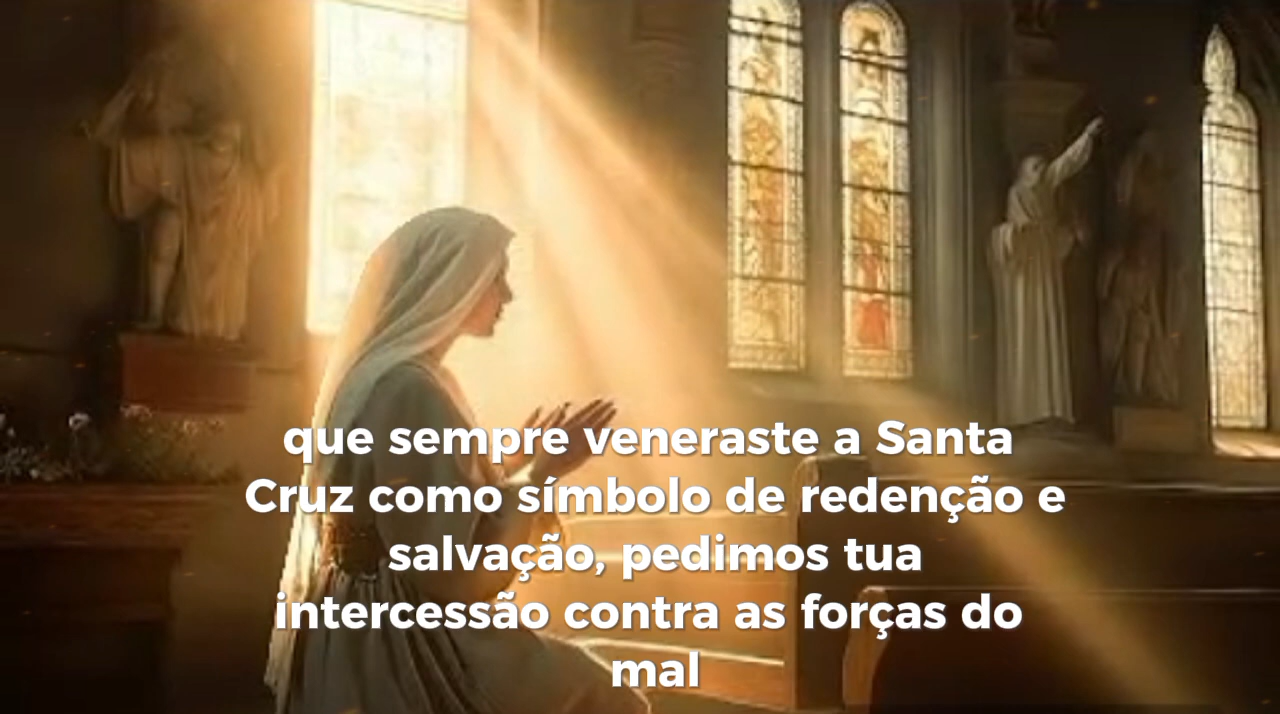 que sempre veneraste a Santa
Cruz como símbolo de redenção e
salvação, pedimos tua
intercessão contra as forças do
mal